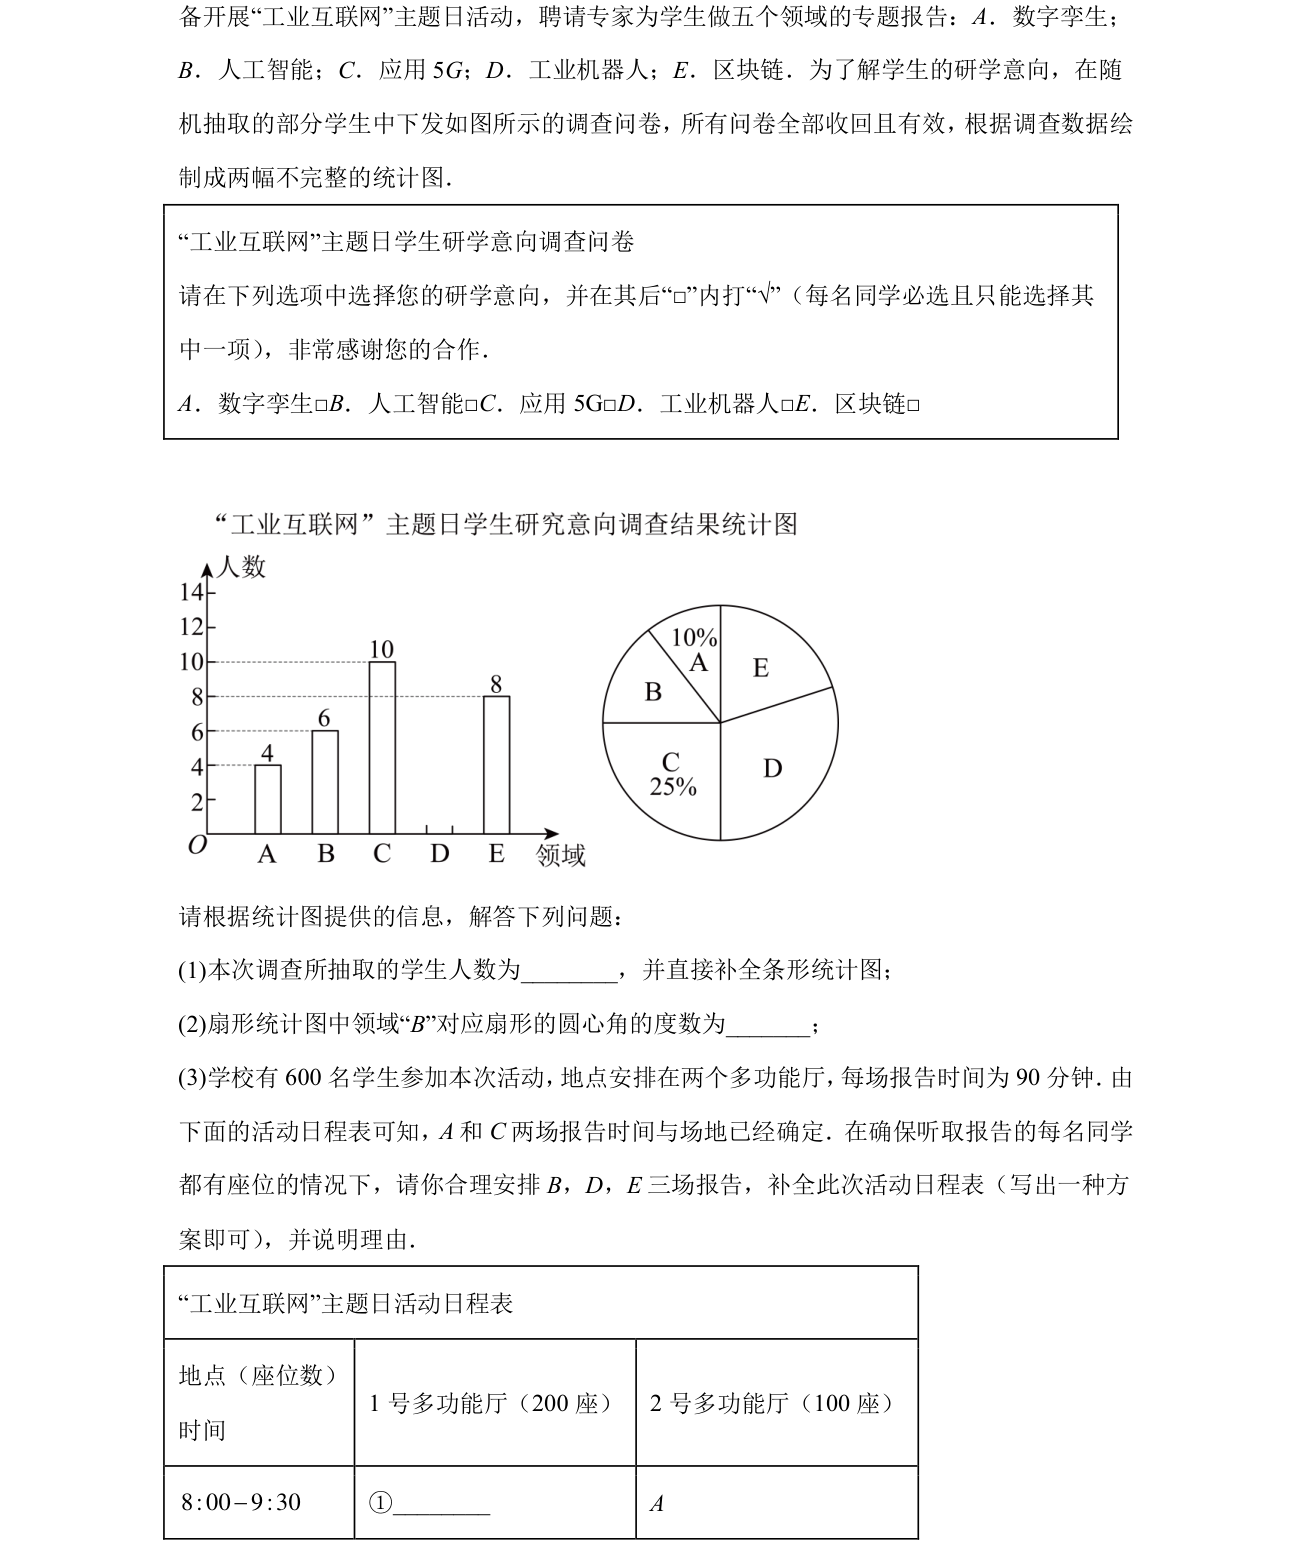 备开展“工业互联网”主题日活动，聘请专家为学生做五个领域的专题报告：A．数字孪生；
B．人工智能；C．应用 5G；D．工业机器人；E．区块链．为了解学生的研学意向，在随
机抽取的部分学生中下发如图所示的调查问卷，所有问卷全部收回且有效，根据调查数据绘
制成两幅不完整的统计图．
“工业互联网”主题日学生研学意向调查问卷
请在下列选项中选择您的研学意向，并在其后“□”内打“√”（每名同学必选且只能选择其
中一项），非常感谢您的合作．
A．数字孪生□B．人工智能□C．应用 5G□D．工业机器人□E．区块链□
“工业互联网”主题日学生研究意向调查结果统计图
人数
14
12
10
8
6
4
2
O
4
6
10
8
A B C D E 领域
10%
A
B
C
25%
D
E
请根据统计图提供的信息，解答下列问题：
(1)本次调查所抽取的学生人数为________，并直接补全条形统计图；
(2)扇形统计图中领域“B”对应扇形的圆心角的度数为_______；
(3)学校有 600 名学生参加本次活动，地点安排在两个多功能厅，每场报告时间为 90 分钟．由
下面的活动日程表可知，A 和 C 两场报告时间与场地已经确定．在确保听取报告的每名同学
都有座位的情况下，请你合理安排 B，D，E 三场报告，补全此次活动日程表（写出一种方
案即可），并说明理由．
“工业互联网”主题日活动日程表
地点（座位数）
时间
1 号多功能厅（200 座）
2 号多功能厅（100 座）
8:00－9:30
①________
A